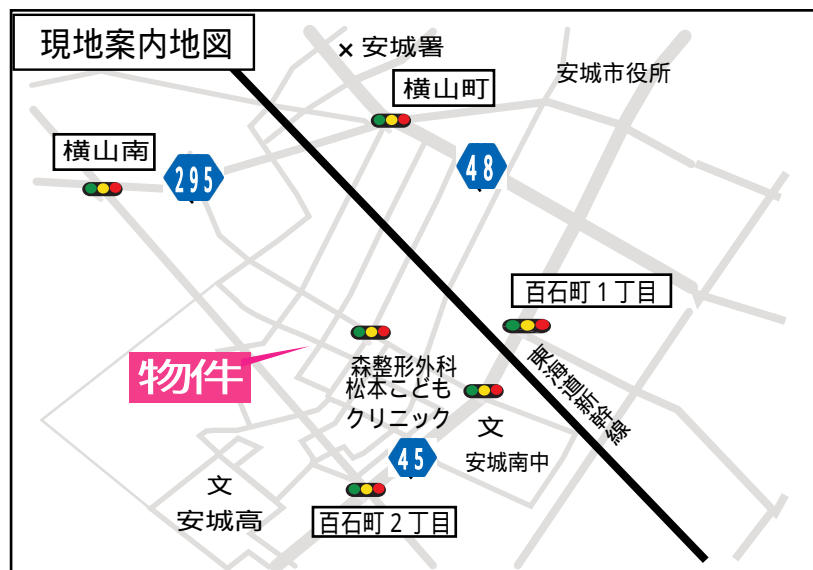 現地案内地図
×安城署
安城市役所
横山町
横山南
295
48
百石町1丁目
東海道新幹線
物件
森整形外科
松本こども
クリニック
文
安城南中
45
文
安城高
百石町2丁目